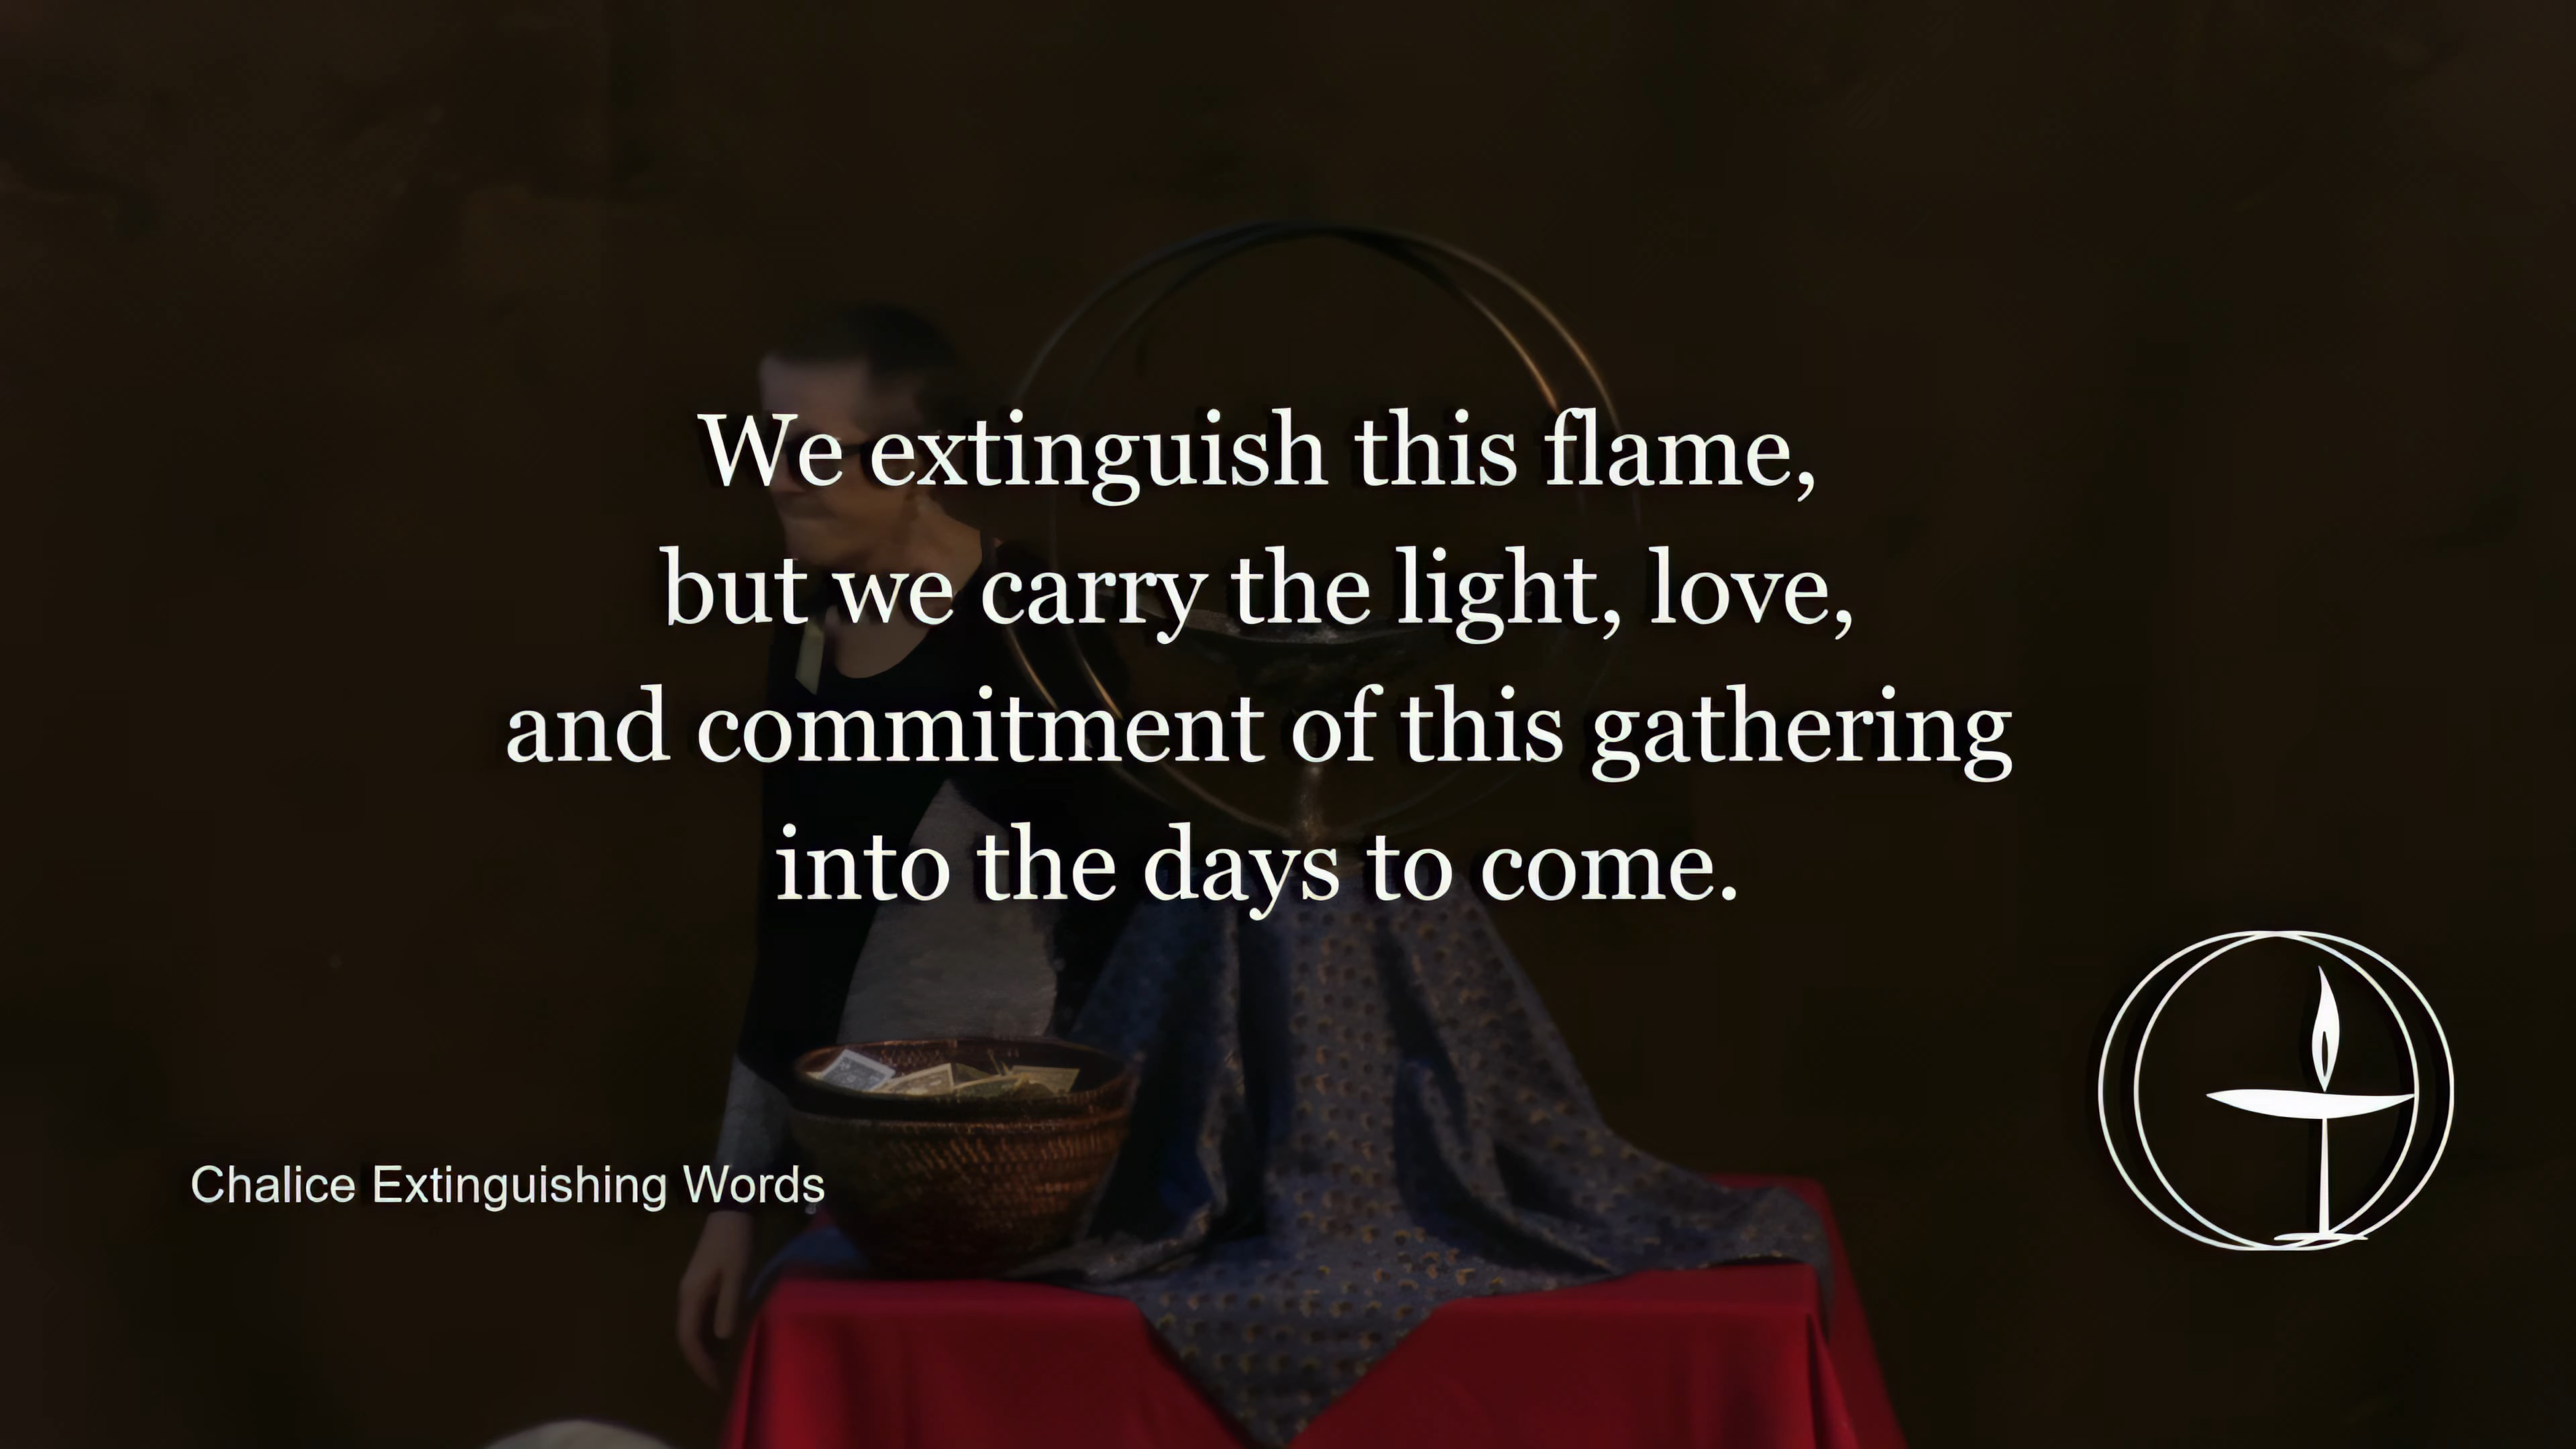 We extinguish this flame,
but we carry the light, love,
and commitment of this gathering
into the days to come.
Chalice Extinguishing Words